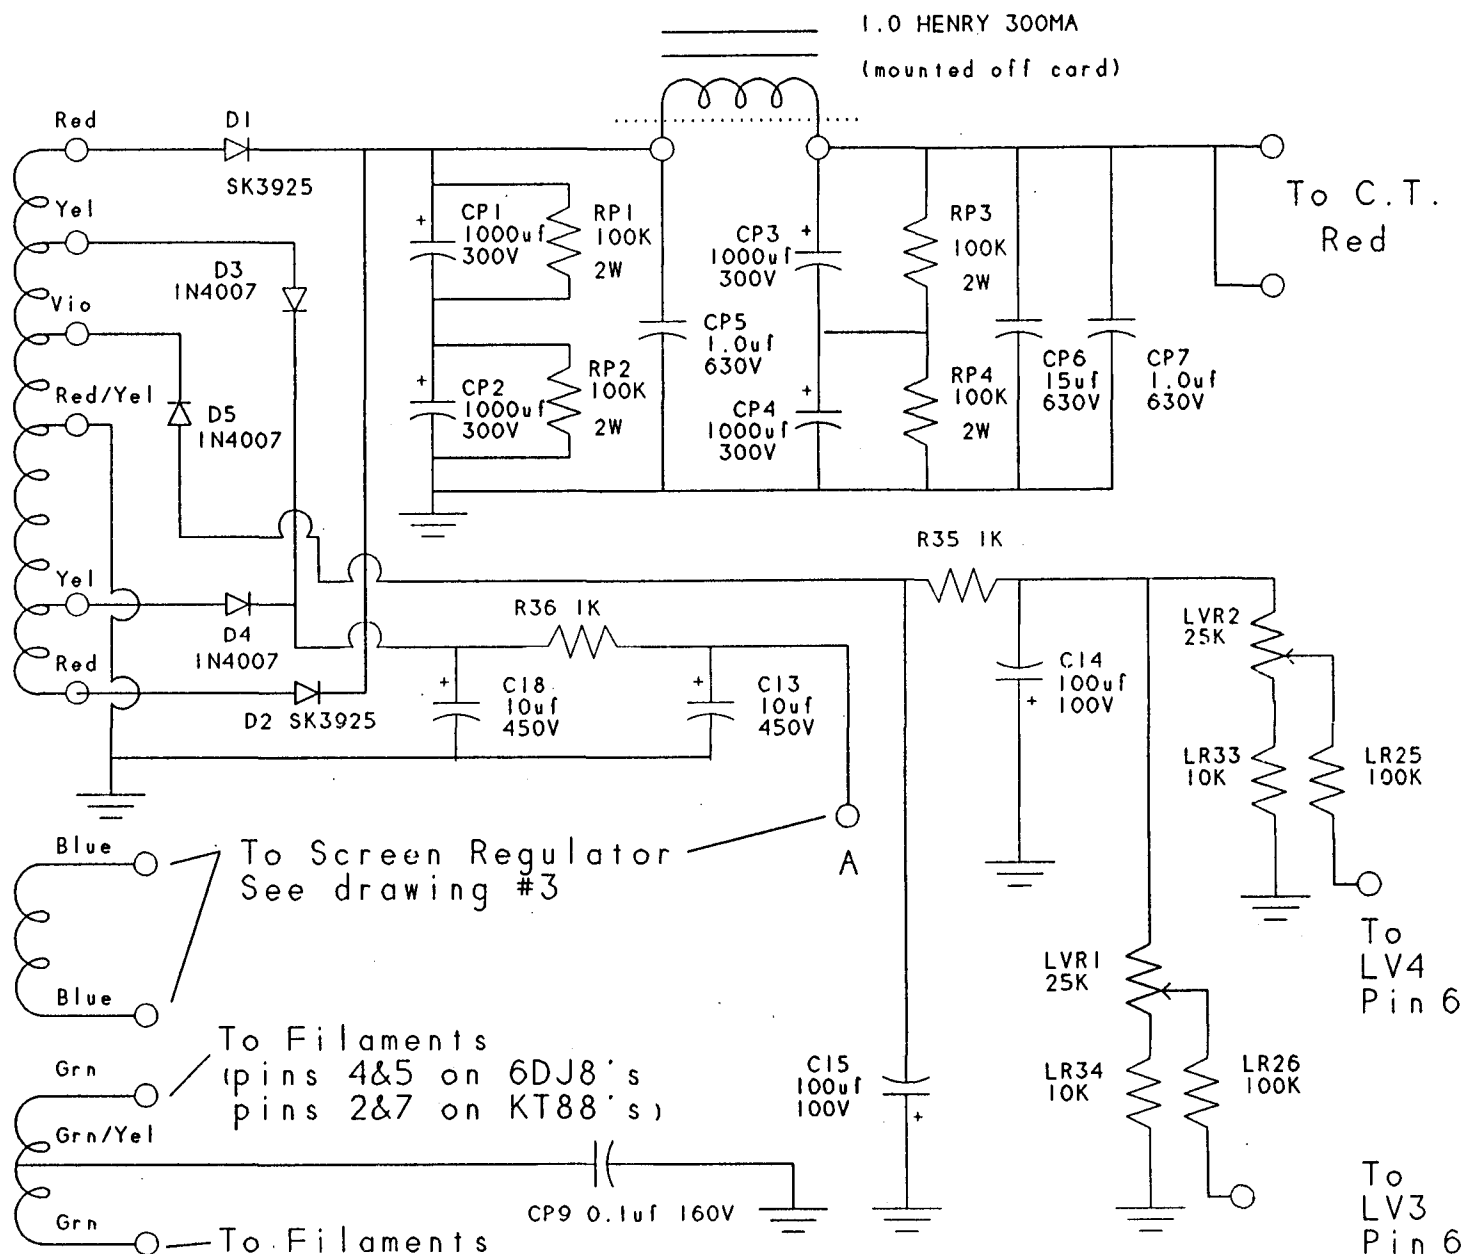 1.0 HENRY 300MA
(mounted off card)
Red
D1
SK3925
Yel
D3
1N4007
Vio
Red/Yel
D5
1N4007
Yel
D4
1N4007
Red
D2 SK3925
CP1
1000uf
300V
RP1
100K
2W
CP2
1000uf
300V
RP2
100K
2W
CP5
1.0uf
630V
CP3
1000uf
300V
CP4
1000uf
300V
RP3
100K
2W
RP4
100K
2W
CP6
15uf
630V
CP7
1.0uf
630V
To C.T.
Red
R35 1K
R36 1K
C18
10uf
450V
C13
10uf
450V
C14
100uf
100V
LVR2
25K
LR33
10K
LR25
100K
To
LV4
Pin 6
A
Blue
To Screen Regulator
See drawing #3
Blue
LVR1
25K
LR34
10K
LR26
100K
C15
100uf
100V
To
LV3
Pin 6
Grn
To Filaments
(pins 4&5 on 6DJ8's
pins 2&7 on KT88's)
Grn/Yel
CP9 0.1uf 160V
Grn
To Filaments